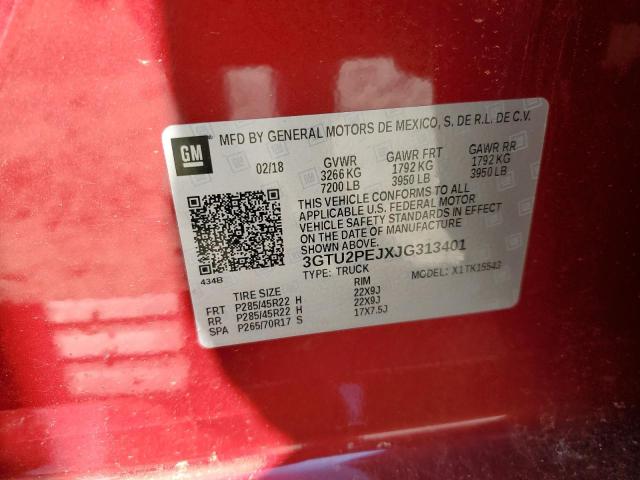 GM
MFD BY GENERAL MOTORS DE MEXICO, S. DE R.L. DE C.V.
02/18
GVWR GAWR FRT GAWR RR
3266 KG 1792 KG 1792 KG
7200 LB 3950 LB 3950 LB
THIS VEHICLE CONFORMS TO ALL
APPLICABLE U.S. FEDERAL MOTOR
VEHICLE SAFETY STANDARDS IN EFFECT
ON THE DATE OF MANUFACTURE SHOWN ABOVE.
3GTU2PEJXJG313401
434B
TYPE: TRUCK MODEL: X1TK15543
TIRE SIZE RIM
FRT P285/45R22 H 22X9J
RR P285/45R22 H 22X9J
SPA P265/70R17 S 17X7.5J